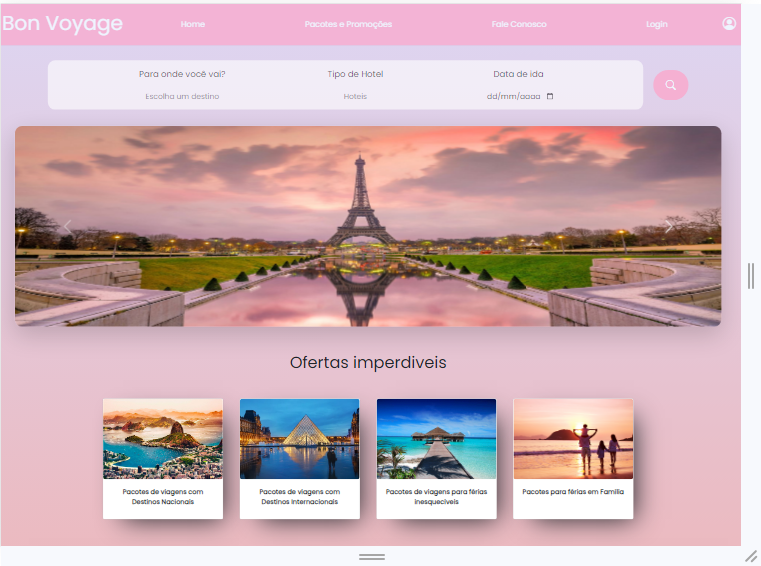 Bon Voyage
Home
Pacotes e Promoções
Fale Conosco
Login
Para onde você vai?
Tipo de Hotel
Data de ida
Escolha um destino
Hoteis
dd/mm/aaaa
Ofertas imperdiveis
Pacotes de viagens com
Destinos Nacionais
Pacotes de viagens com
Destinos Internacionais
Pacotes de viagens para férias
inesquecíveis
Pacotes para férias em Familia